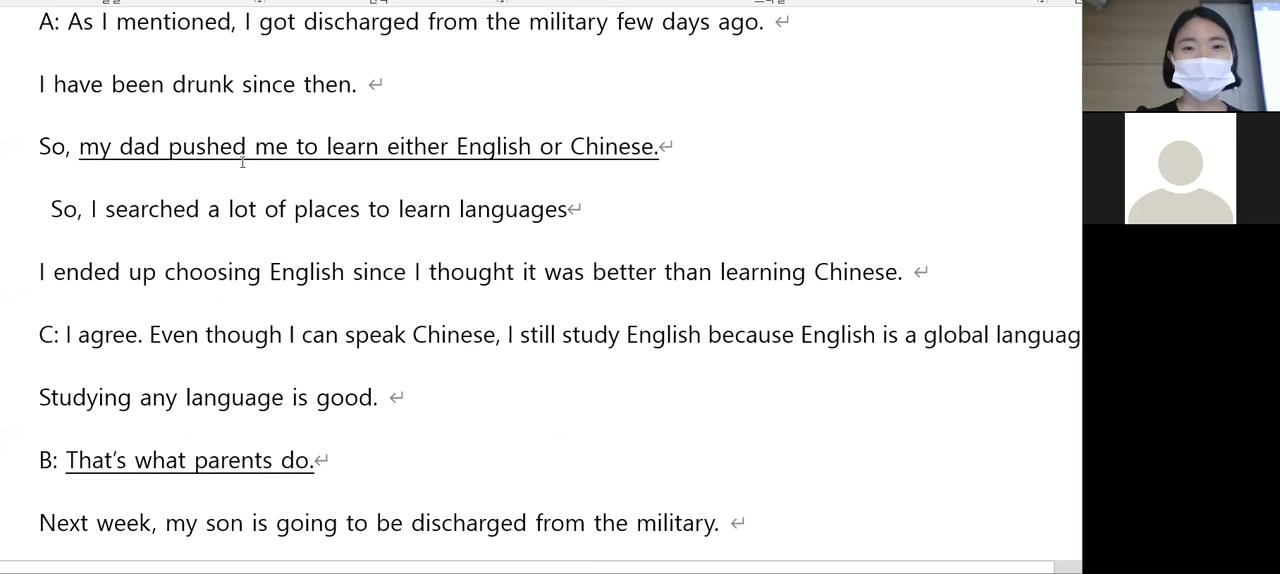 A: As I mentioned, I got discharged from the military few days ago.
I have been drunk since then.
So, my dad pushed me to learn either English or Chinese.
So, I searched a lot of places to learn languages
I ended up choosing English since I thought it was better than learning Chinese.
C: I agree. Even though I can speak Chinese, I still study English because English is a global languag
Studying any language is good.
B: That's what parents do.
Next week, my son is going to be discharged from the military.